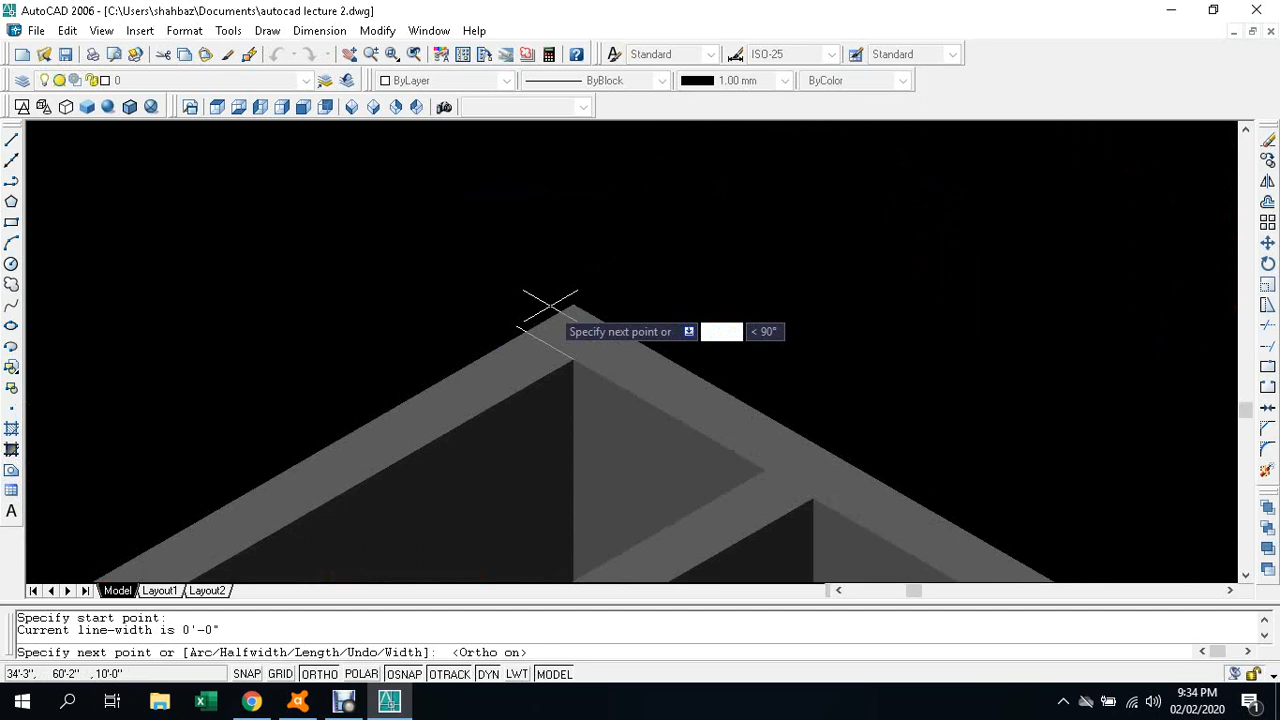 AutoCAD 2006 - [C:\Users\shahbaz\Documents\autocad lecture 2.dwg]
File Edit View Insert Format Tools Draw Dimension Modify Window Help
Standard ISO-25 Standard
0 ByLayer ByBlock 1.00 mm ByColor
Specify next point or < 90°
Model Layout1 Layout2
Specify start point:
Current line-width is 0'-0"
Specify next point or [Arc/Halfwidth/Length/Undo/Width]: <Ortho on>
34'-3", 60'-2", 10'-0" SNAP GRID ORTHO POLAR OSNAP OTRACK DYN LWT MODEL
9:34 PM
02/02/2020
1